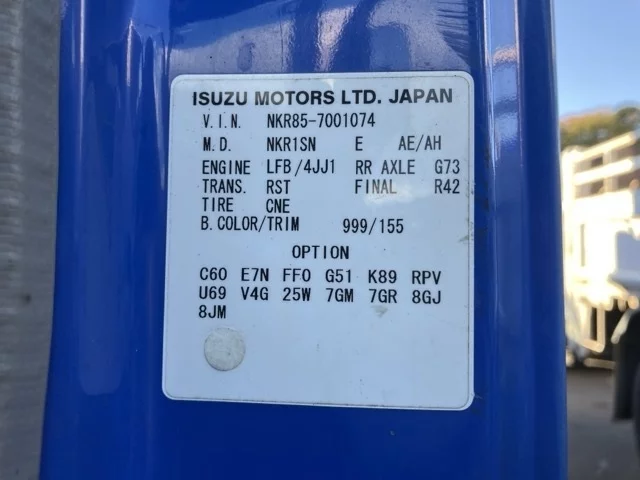 ISUZU MOTORS LTD. JAPAN
V.I.N. NKR85-7001074
M.D. NKR1SN E AE/AH
ENGINE LFB/4JJ1 RR AXLE G73
TRANS. RST FINAL R42
TIRE CNE
B.COLOR/TRIM 999/155
OPTION
C60 E7N FF0 G51 K89 RPV
U69 V4G 25W 7GM 7GR 8GJ
8JM